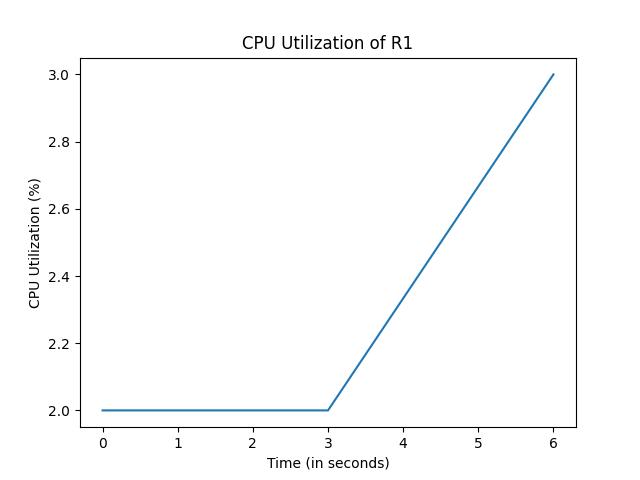 CPU Utilization of R1
3.0
2.8
2.6
2.4
2.2
2.0
CPU Utilization (%)
0 1 2 3 4 5 6
Time (in seconds)